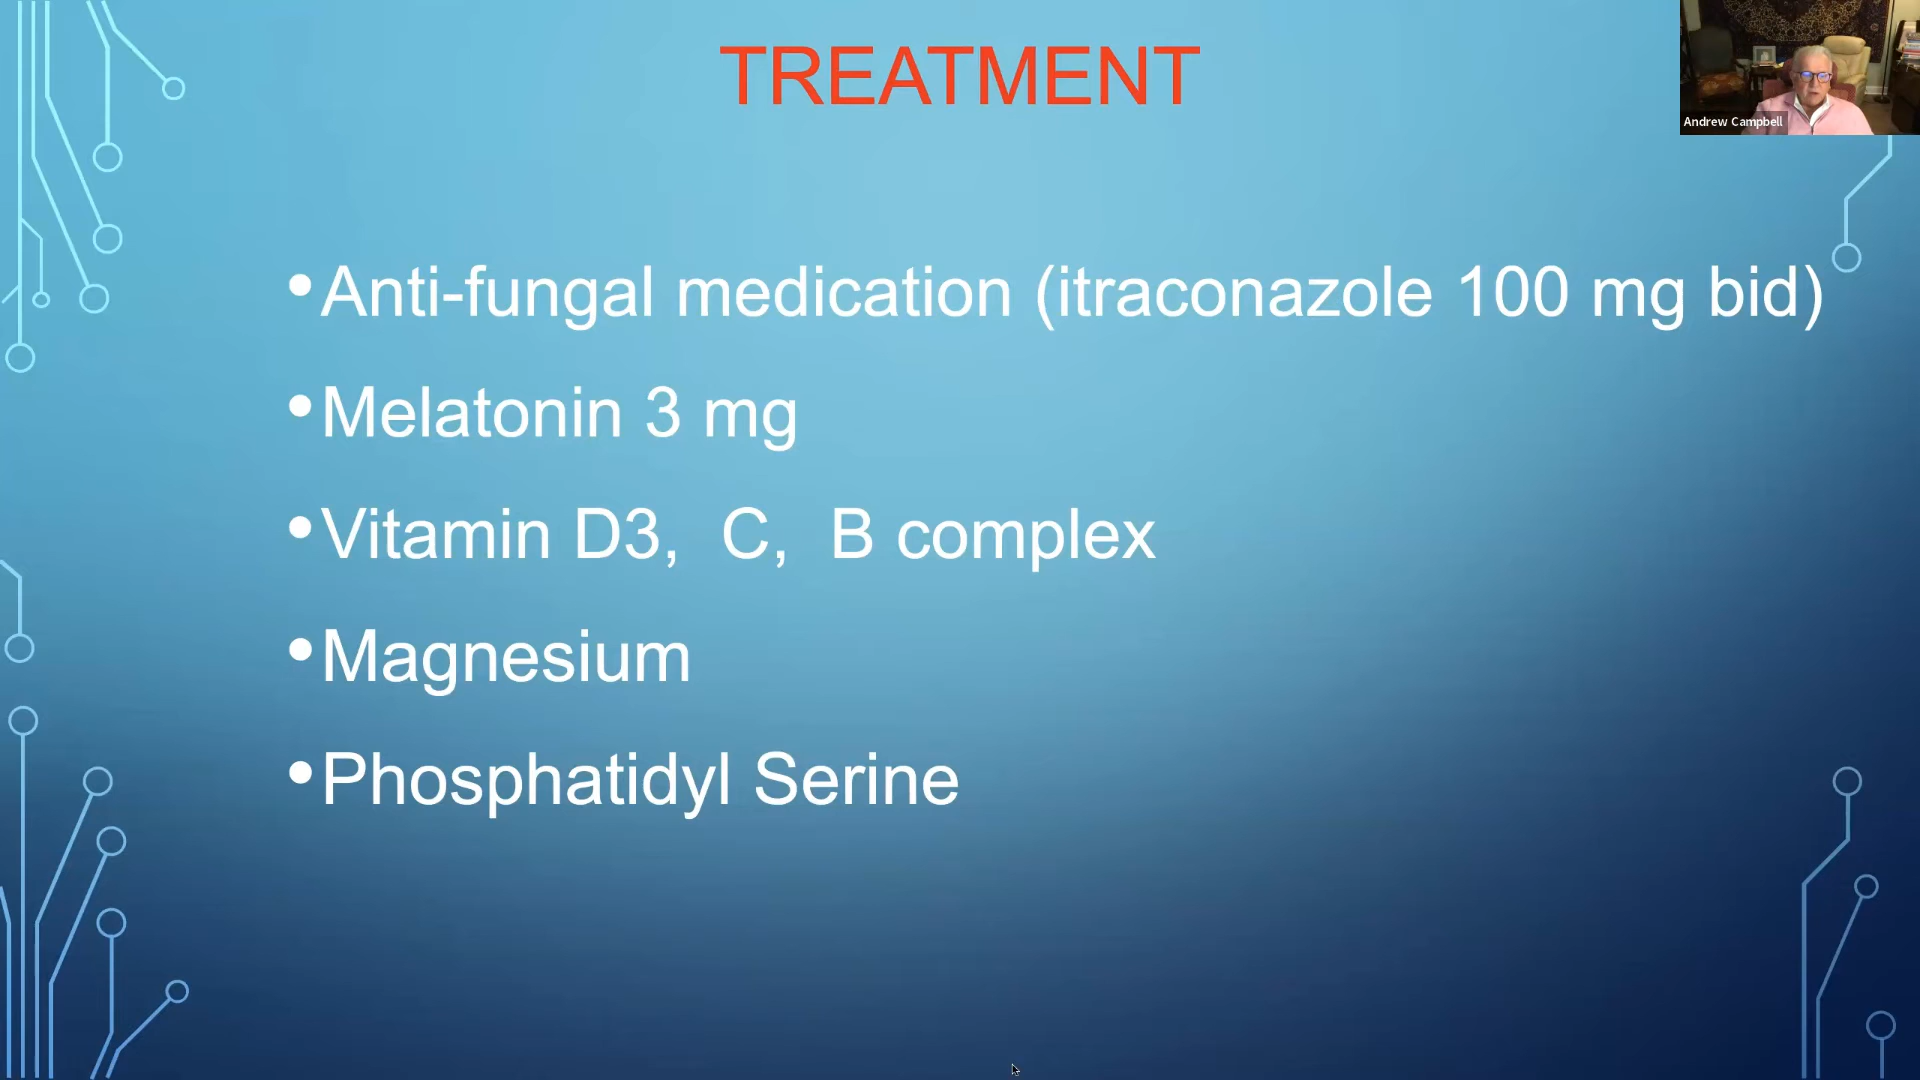 TREATMENT
Andrew Campbell
•Anti-fungal medication (itraconazole 100 mg bid)
•Melatonin 3 mg
•Vitamin D3,  C,  B complex
•Magnesium
•Phosphatidyl Serine